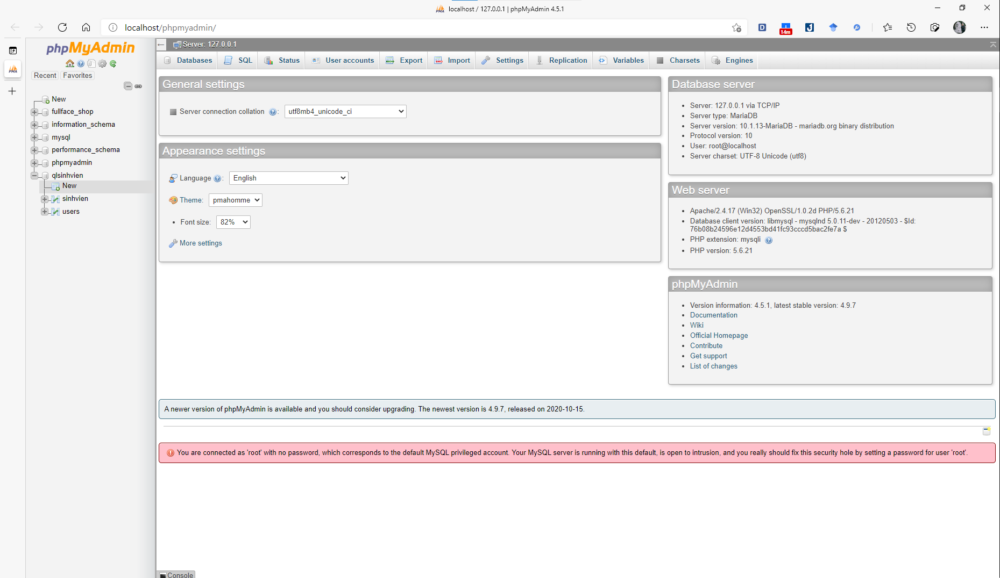 localhost / 127.0.0.1 | phpMyAdmin 4.5.1
localhost/phpmyadmin/
14m
phpMyAdmin
Recent
Favorites
New
fullface_shop
information_schema
mysql
performance_schema
phpmyadmin
qlsinhvien
New
sinhvien
users
Server: 127.0.0.1
Databases
SQL
Status
User accounts
Export
Import
Settings
Replication
Variables
Charsets
Engines
General settings
Server connection collation
:
utf8mb4_unicode_ci
Appearance settings
Language
:
English
Theme:
pmahomme
Font size:
82%
More settings
Database server
Server: 127.0.0.1 via TCP/IP
Server type: MariaDB
Server version: 10.1.13-MariaDB - mariadb.org binary distribution
Protocol version: 10
User: root@localhost
Server charset: UTF-8 Unicode (utf8)
Web server
Apache/2.4.17 (Win32) OpenSSL/1.0.2d PHP/5.6.21
Database client version: libmysql - mysqlnd 5.0.11-dev - 20120503 - $Id:
76b08b24596e12d4553bd41fc93cccd5bac2fe7a $
PHP extension: mysqli
PHP version: 5.6.21
phpMyAdmin
Version information: 4.5.1, latest stable version: 4.9.7
Documentation
Wiki
Official Homepage
Contribute
Get support
List of changes
A newer version of phpMyAdmin is available and you should consider upgrading. The newest version is 4.9.7, released on 2020-10-15.
You are connected as 'root' with no password, which corresponds to the default MySQL privileged account. Your MySQL server is running with this default, is open to intrusion, and you really should fix this security hole by setting a password for user 'root'.
Console